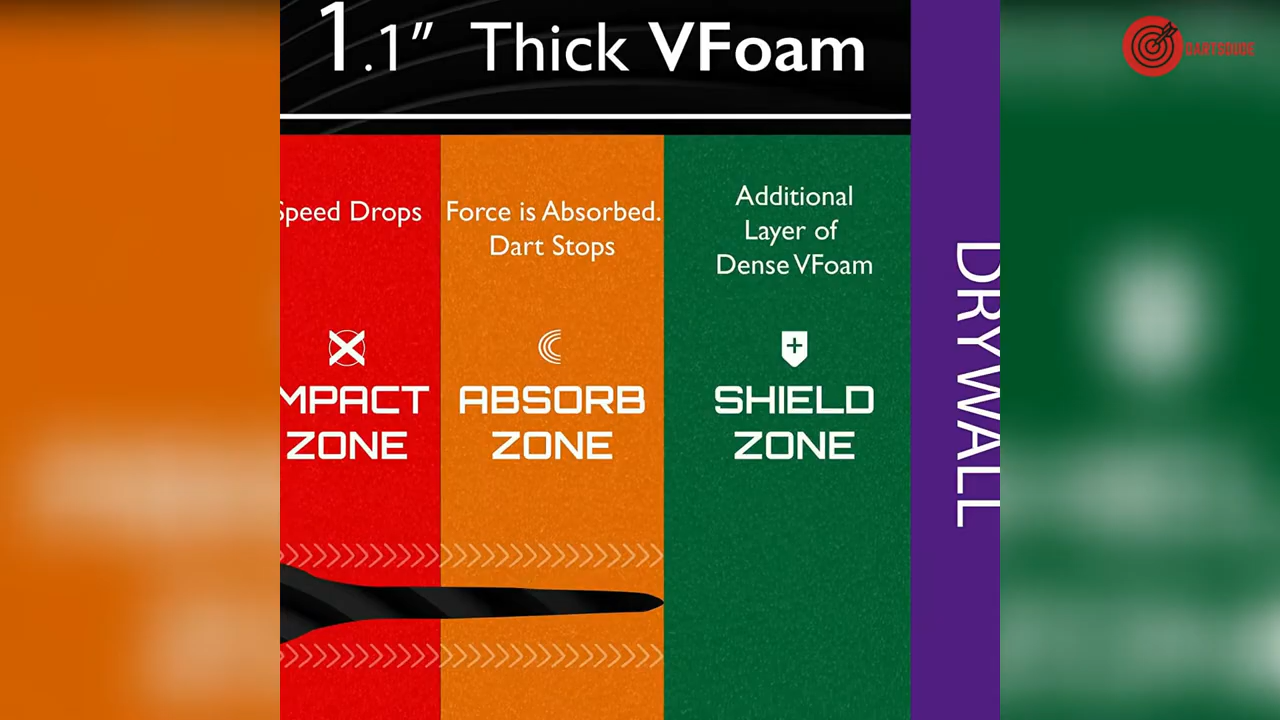 1.1” Thick VFoam
DARTSDUDE
Speed Drops
Force is Absorbed.
Dart Stops
Additional
Layer of
Dense VFoam
MPACT
ZONE
ABSORB
ZONE
SHIELD
ZONE
DRYWALL